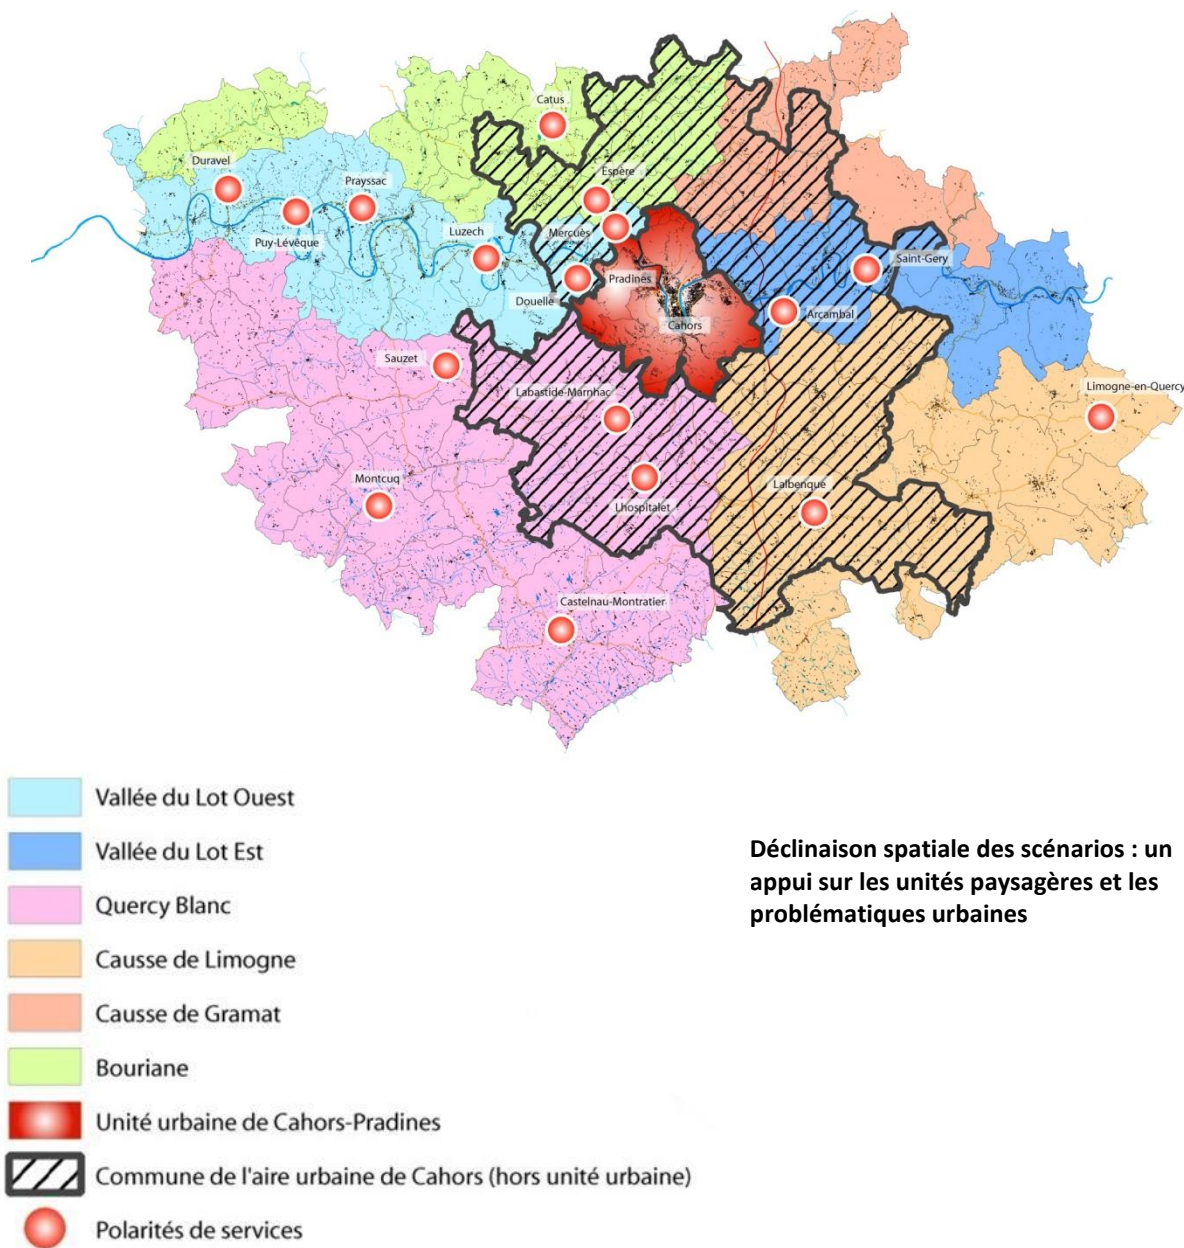 Catus
Duravel
Espère
Prayssac
Puy-Lévêque
Luzech
Mercuès
Saint-Gery
Pradines
Douelle
Arcambal
Cahors
Sauzet
Limogne-en-Quercy
Labastide-Marnhac
Montcuq
Lalbenque
Lhospitalet
Castelnau-Montratier
Vallée du Lot Ouest
Vallée du Lot Est
Quercy Blanc
Causse de Limogne
Causse de Gramat
Bouriane
Unité urbaine de Cahors-Pradines
Commune de l'aire urbaine de Cahors (hors unité urbaine)
Polarités de services
Déclinaison spatiale des scénarios : un
appui sur les unités paysagères et les
problématiques urbaines